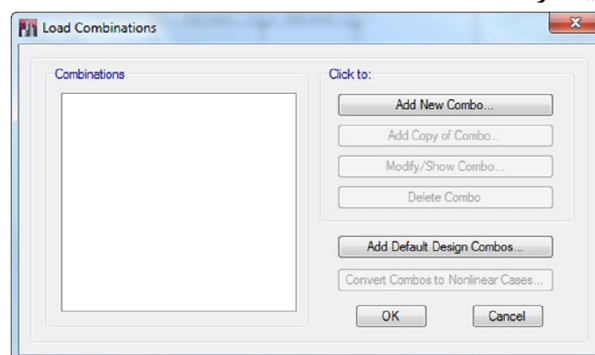 Load Combinations
Combinations
Click to:
Add New Combo...
Add Copy of Combo...
Modify/Show Combo...
Delete Combo
Add Default Design Combos...
Convert Combos to Nonlinear Cases...
OK
Cancel